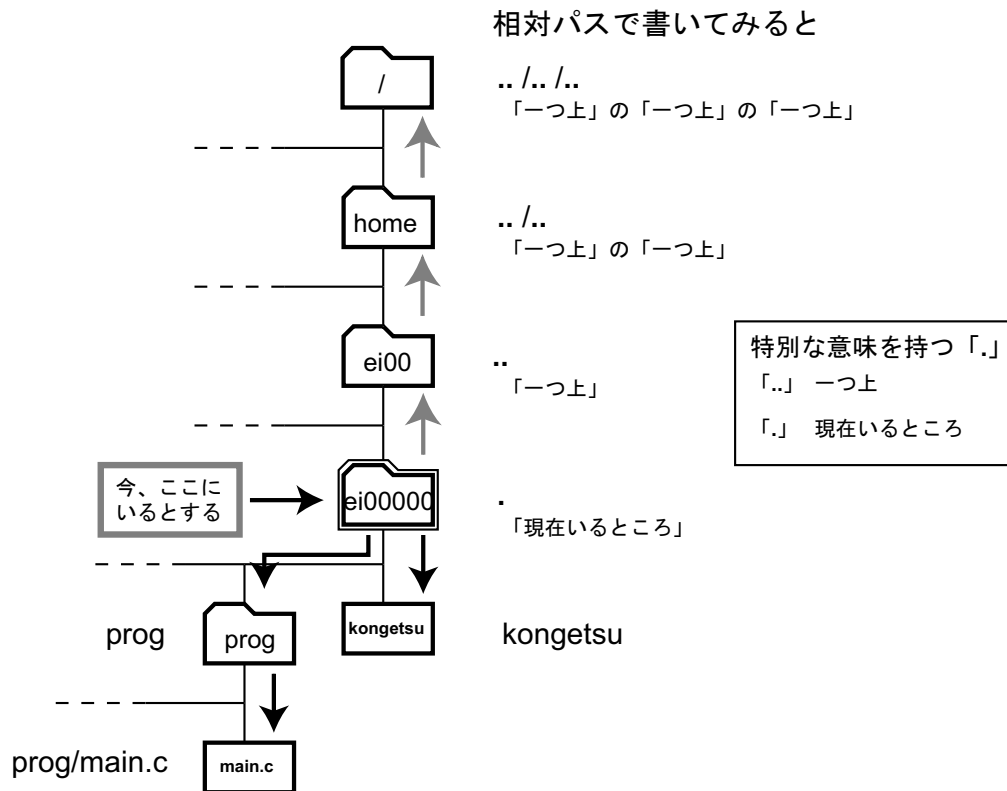 相対パスで書いてみると
/
.. /.. /..
「一つ上」の「一つ上」の「一つ上」
home
.. /..
「一つ上」の「一つ上」
ei00
..
「一つ上」
特別な意味を持つ「.」
「..」 一つ上
「.」 現在いるところ
今、ここに
いるとする
ei00000
.
「現在いるところ」
prog
prog
kongetsu
kongetsu
prog/main.c
main.c